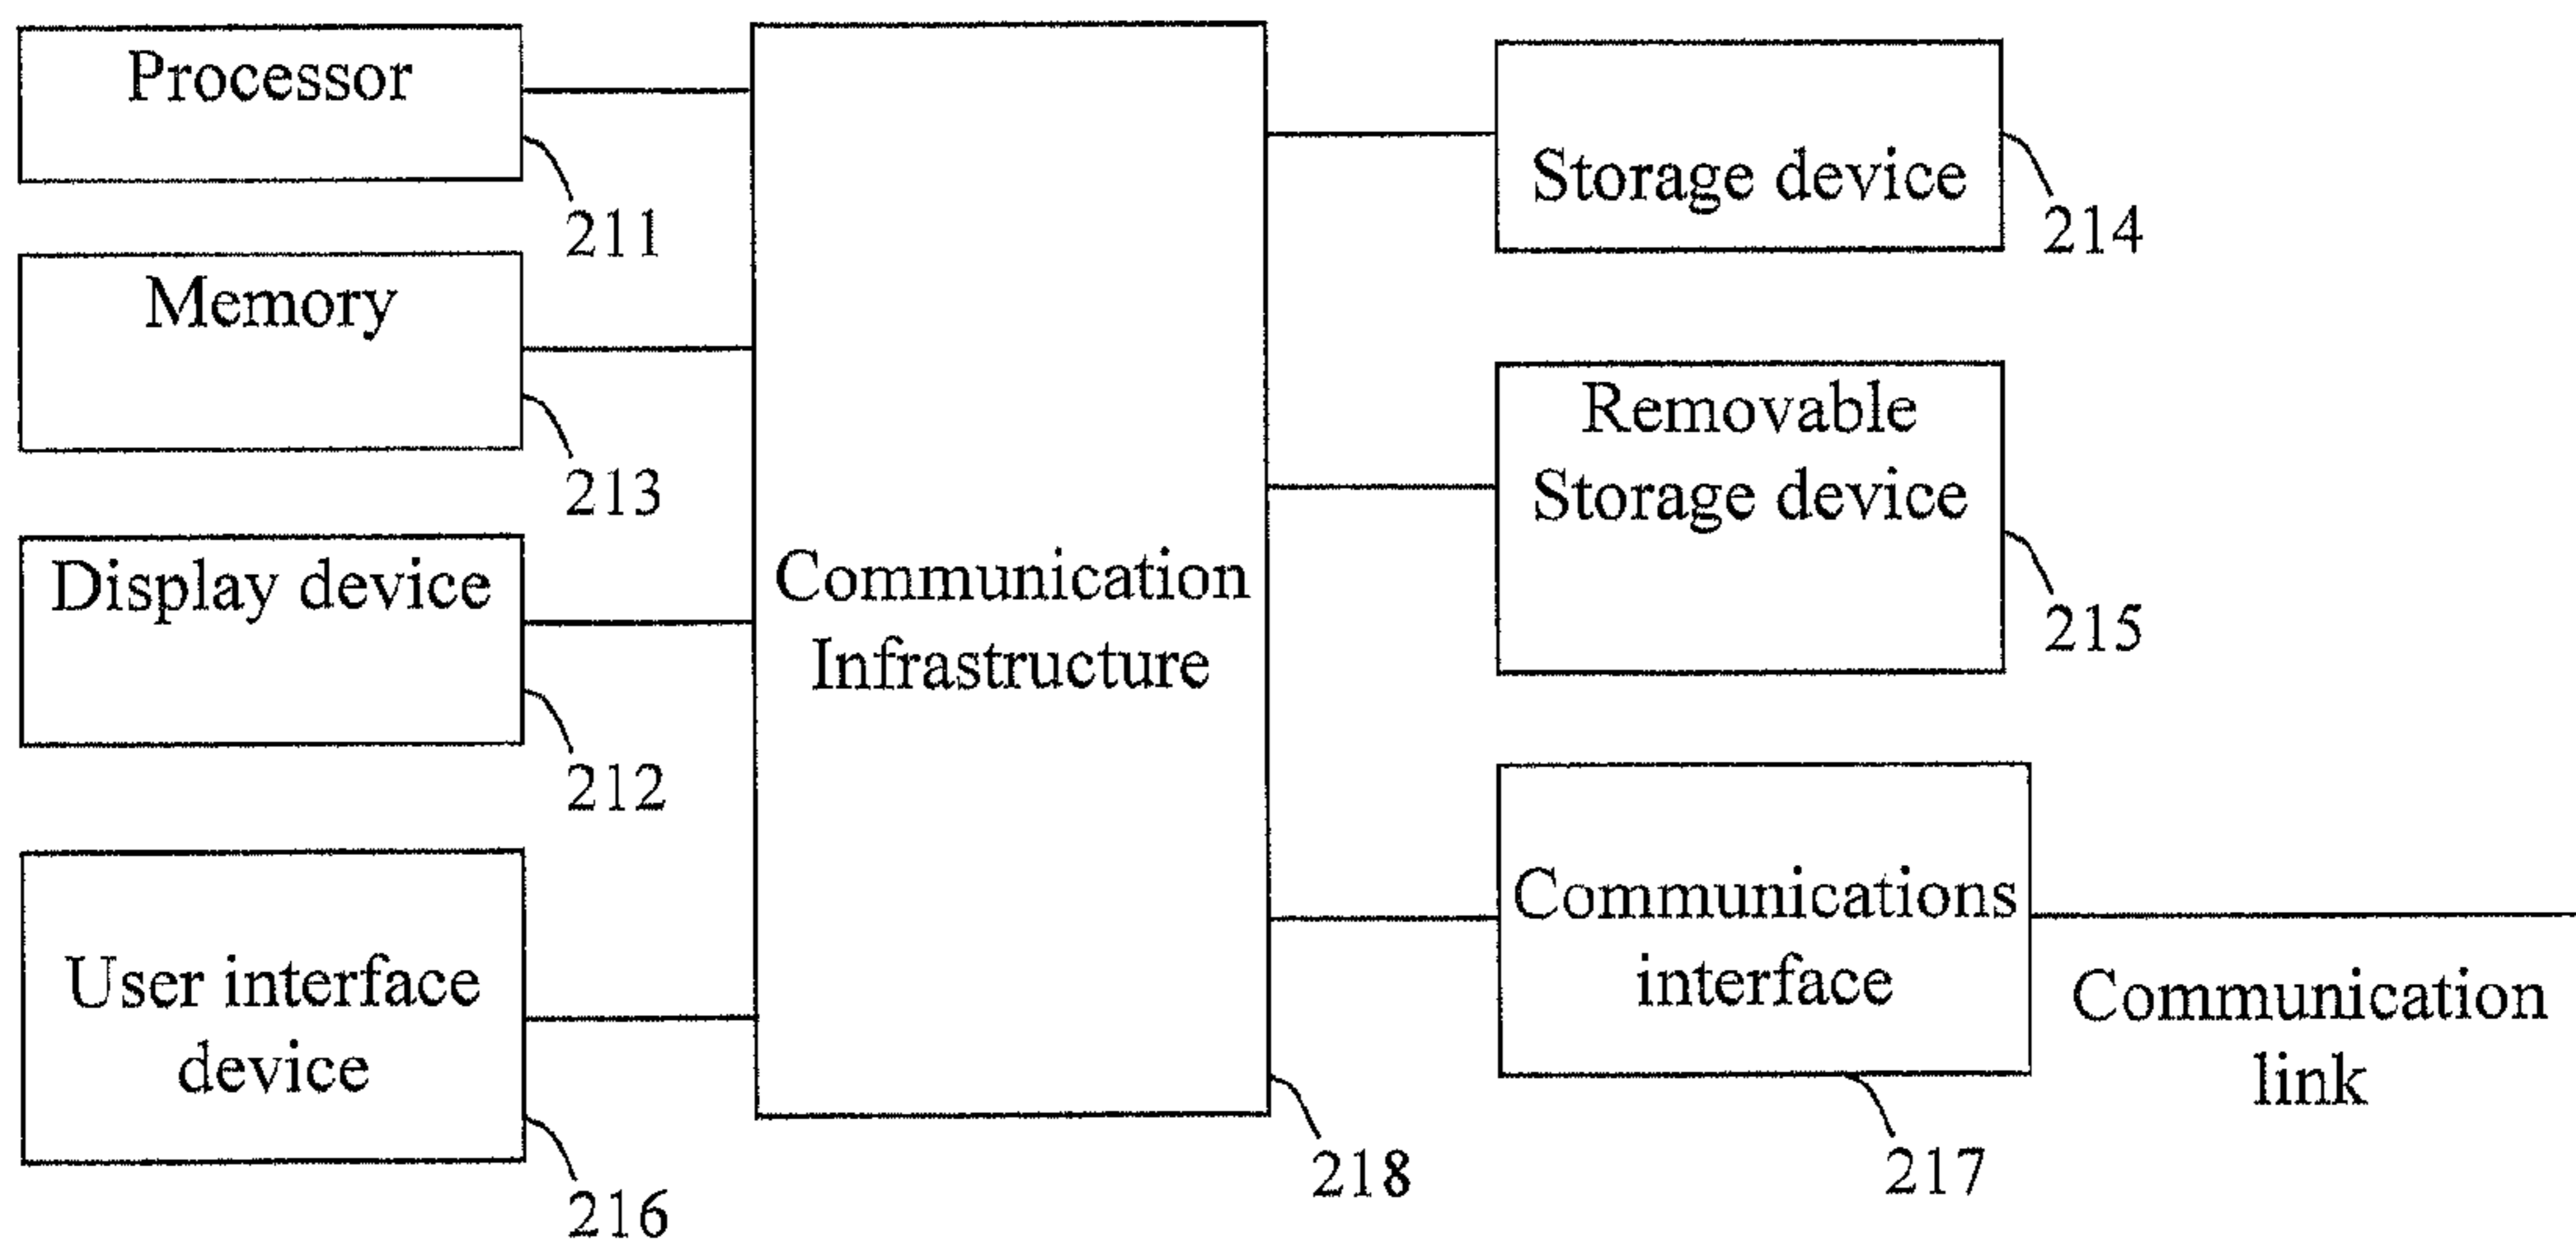 Processor
211
Memory
213
Display device
212
User interface
device
216
Communication
Infrastructure
218
Storage device
214
Removable
Storage device
215
Communications
interface
217
Communication
link